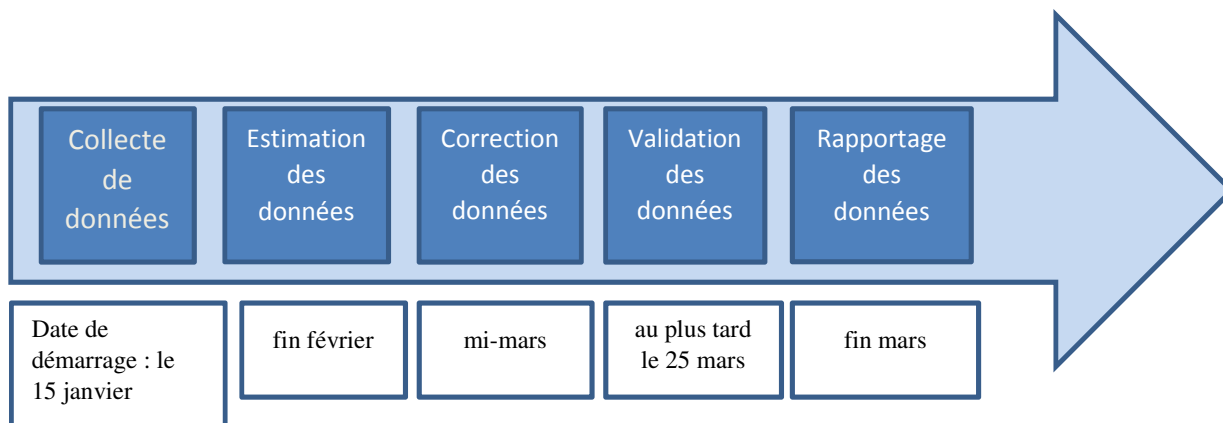 Collecte
de
données
Estimation
des
données
Correction
des
données
Validation
des
données
Rapportage
des
données
Date de
démarrage : le
15 janvier
fin février
mi-mars
au plus tard
le 25 mars
fin mars